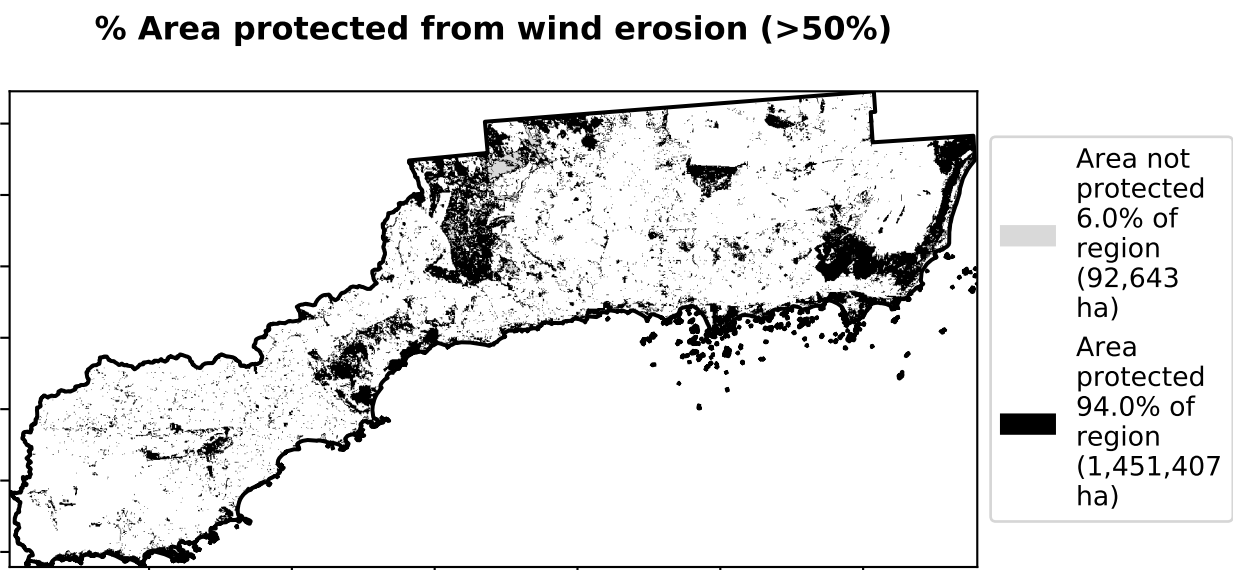 % Area protected from wind erosion (>50%)
Area not
protected
6.0% of
region
(92,643
ha)
Area
protected
94.0% of
region
(1,451,407
ha)